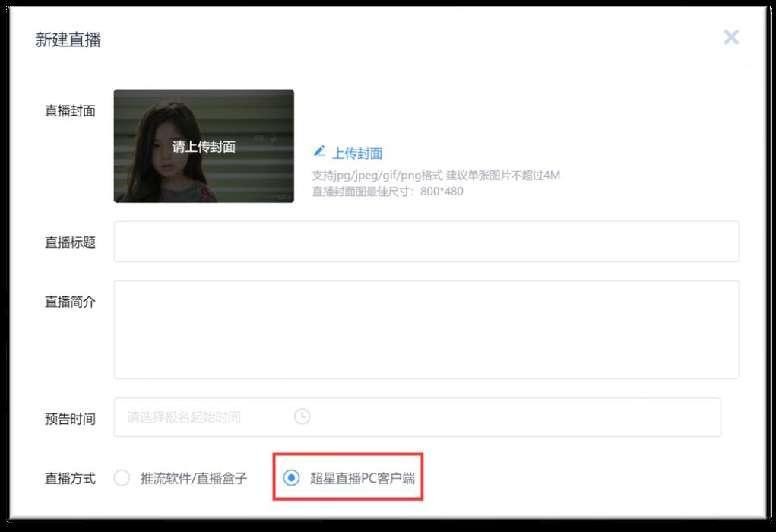 新建直播
直播封面
请上传封面
上传封面
支持jpg/jpeg/gif/png格式 建议单张图片不超过4M
直播封面图最佳尺寸：800*480
直播标题
直播简介
预告时间
请选择报名起始时间
直播方式 推流软件/直播盒子 超星直播PC客户端